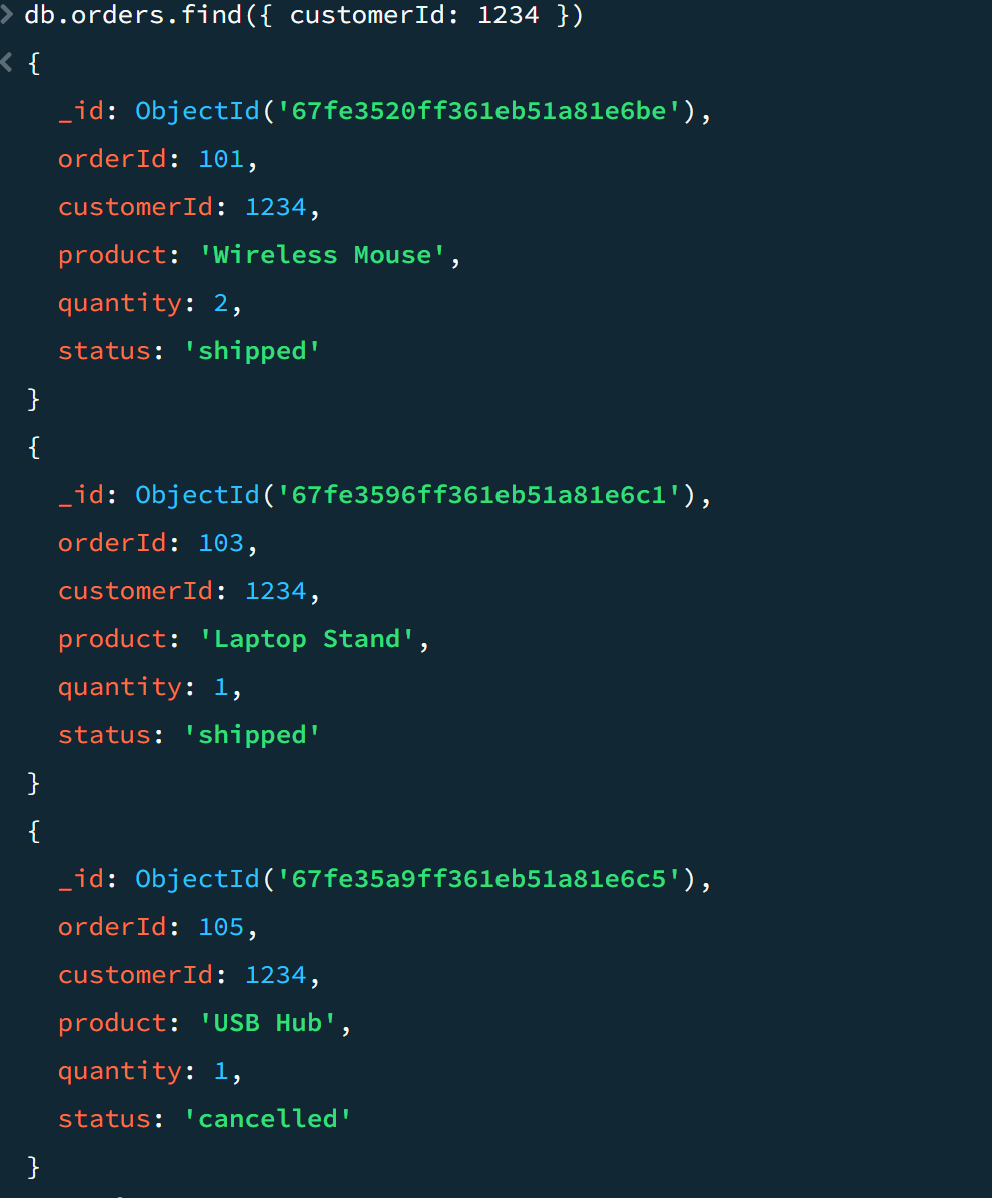 > db.orders.find({ customerId: 1234 })
< {
_id: ObjectId('67fe3520ff361eb51a81e6be'),
orderId: 101,
customerId: 1234,
product: 'Wireless Mouse',
quantity: 2,
status: 'shipped'
}
{
_id: ObjectId('67fe3596ff361eb51a81e6c1'),
orderId: 103,
customerId: 1234,
product: 'Laptop Stand',
quantity: 1,
status: 'shipped'
}
{
_id: ObjectId('67fe35a9ff361eb51a81e6c5'),
orderId: 105,
customerId: 1234,
product: 'USB Hub',
quantity: 1,
status: 'cancelled'
}